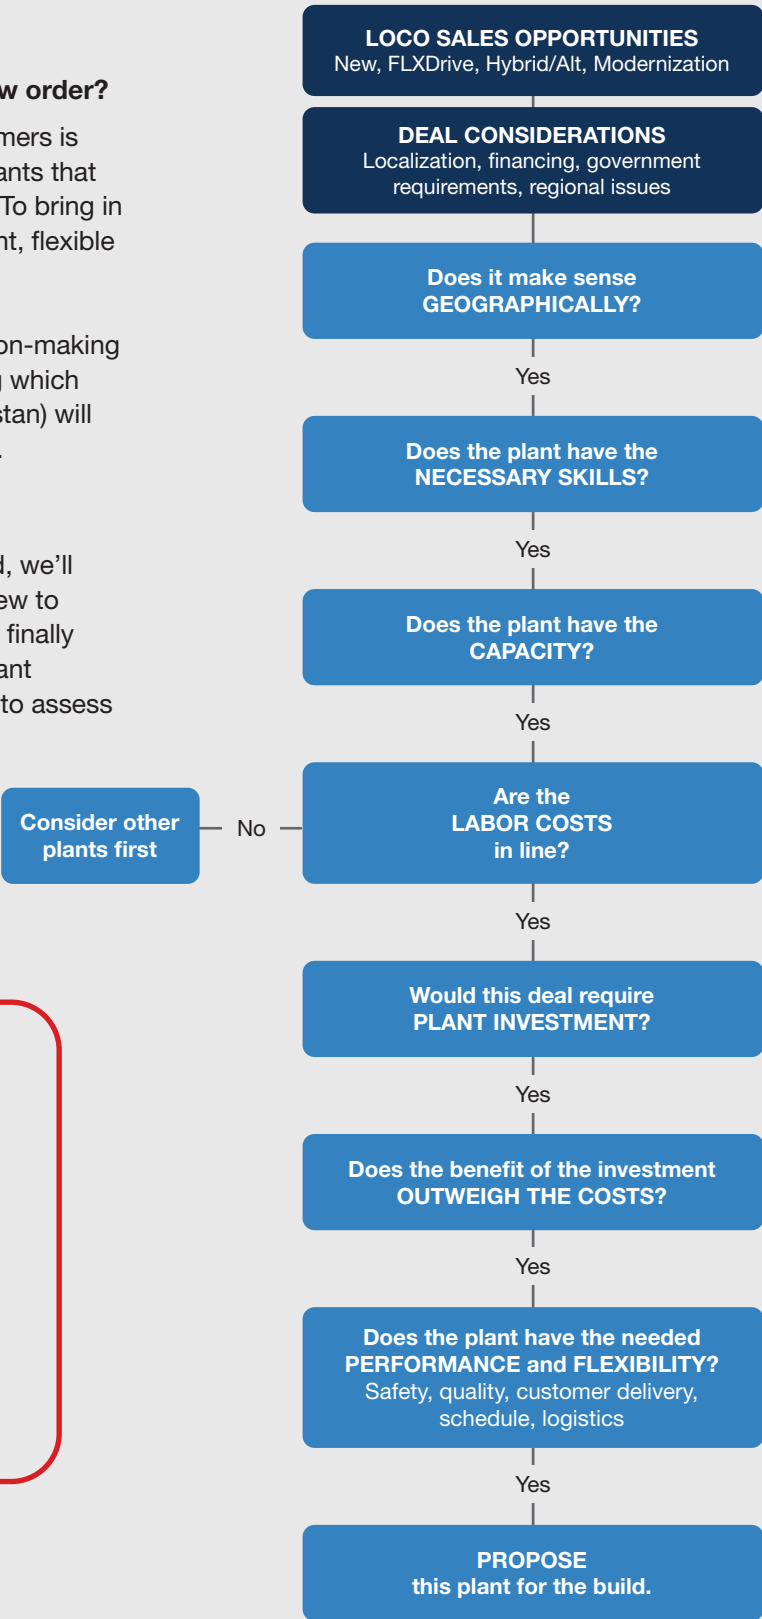 w order?
mers is
ants that
To bring in
nt, flexible
on-making
g which
stan) will
.
d, we’ll
ew to
finally
ant
to assess
LOCO SALES OPPORTUNITIES
New, FLXDrive, Hybrid/Alt, Modernization
DEAL CONSIDERATIONS
Localization, financing, government
requirements, regional issues
Does it make sense
GEOGRAPHICALLY?
Yes
Does the plant have the
NECESSARY SKILLS?
Yes
Does the plant have the
CAPACITY?
Yes
Are the
LABOR COSTS
in line?
No
Consider other
plants first
Yes
Would this deal require
PLANT INVESTMENT?
Yes
Does the benefit of the investment
OUTWEIGH THE COSTS?
Yes
Does the plant have the needed
PERFORMANCE and FLEXIBILITY?
Safety, quality, customer delivery,
schedule, logistics
Yes
PROPOSE
this plant for the build.